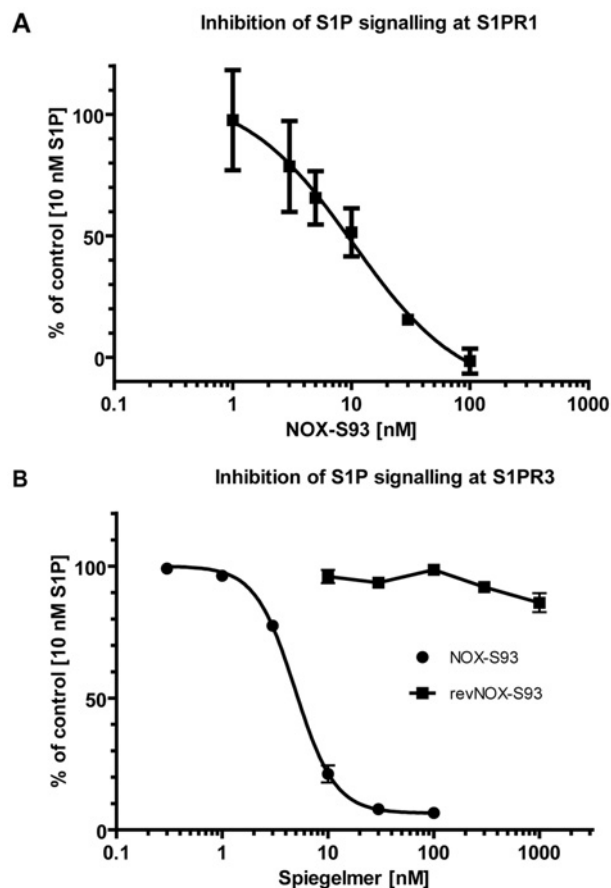 A
Inhibition of S1P signalling at S1PR1
% of control [10 nM S1P]
100
50
0
0.1 1 10 100 1000
NOX-S93 [nM]
B
Inhibition of S1P signalling at S1PR3
% of control [10 nM S1P]
100
50
0
NOX-S93
revNOX-S93
0.1 1 10 100 1000
Spiegelmer [nM]